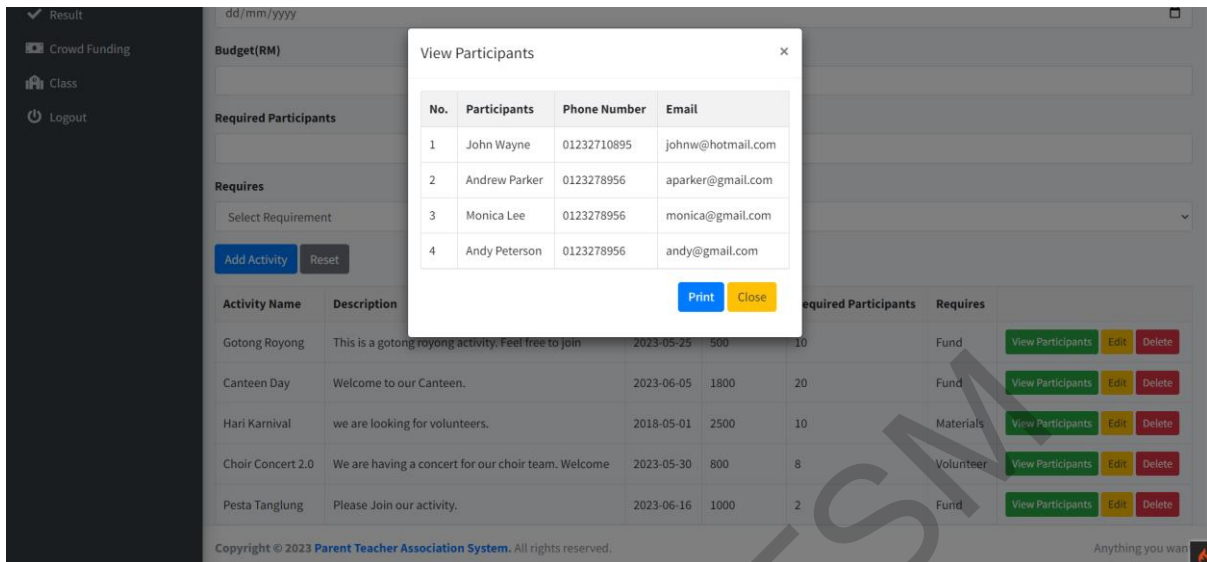 Result
Crowd Funding
Class
Logout
dd/mm/yyyy
Budget(RM)
Required Participants
Requires
Select Requirement
Add Activity Reset
View Participants ×
No. Participants Phone Number Email
1 John Wayne 01232710895 johnw@hotmail.com
2 Andrew Parker 0123278956 aparker@gmail.com
3 Monica Lee 0123278956 monica@gmail.com
4 Andy Peterson 0123278956 andy@gmail.com
Print Close
Activity Name Description equired Participants Requires
Gotong Royong This is a gotong royong activity. Feel free to join 2023-05-25 500 10 Fund View Participants Edit Delete
Canteen Day Welcome to our Canteen. 2023-06-05 1800 20 Fund View Participants Edit Delete
Hari Karnival we are looking for volunteers. 2018-05-01 2500 10 Materials View Participants Edit Delete
Choir Concert 2.0 We are having a concert for our choir team. Welcome 2023-05-30 800 8 Volunteer View Participants Edit Delete
Pesta Tanglung Please Join our activity. 2023-06-16 1000 2 Fund View Participants Edit Delete
Copyright © 2023 Parent Teacher Association System. All rights reserved. Anything you wan
TSM